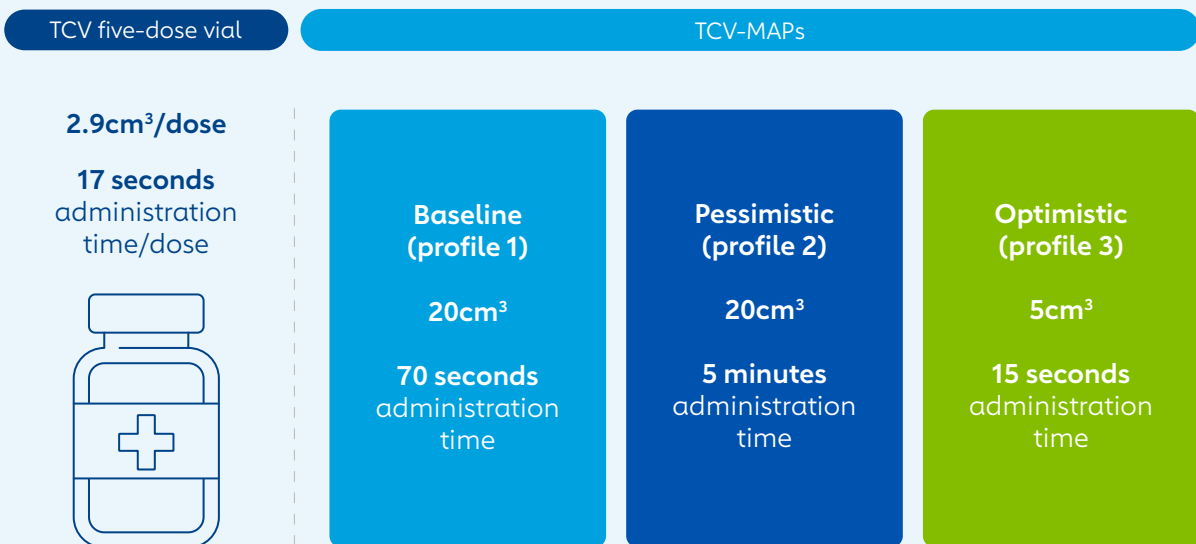 TCV five-dose vial
TCV-MAPs
2.9cm³/dose
17 seconds
administration
time/dose
Baseline
(profile 1)
20cm³
70 seconds
administration
time
Pessimistic
(profile 2)
20cm³
5 minutes
administration
time
Optimistic
(profile 3)
5cm³
15 seconds
administration
time